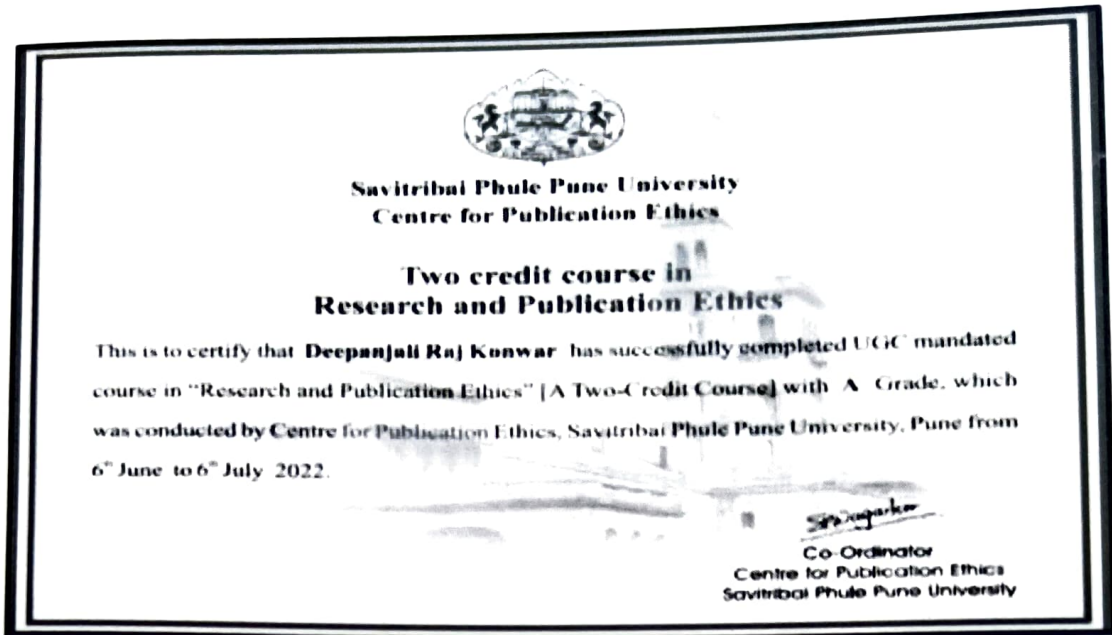 Savitribai Phule Pune University
Centre for Publication Ethics
Two credit course in
Research and Publication Ethics
This is to certify that Deepanjali Raj Konwar has successfully completed UGC mandated
course in “Research and Publication Ethics” [A Two-Credit Course] with A Grade, which
was conducted by Centre for Publication Ethics, Savitribai Phule Pune University, Pune from
6th June to 6th July 2022.
Co-Ordinator
Centre for Publication Ethics
Savitribai Phule Pune University